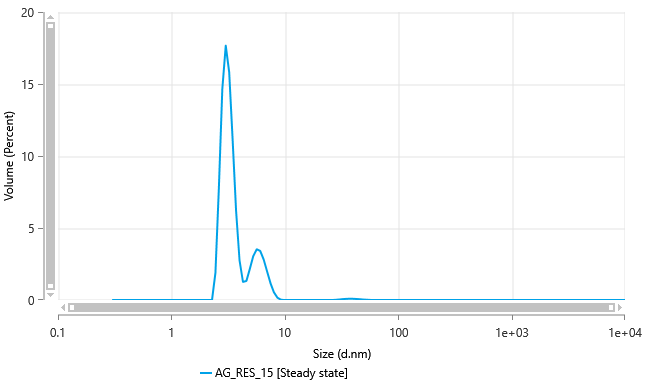 20
15
10
5
0
Volume (Percent)
0.1 1 10 100 1e+03 1e+04
Size (d.nm)
AG_RES_15 [Steady state]